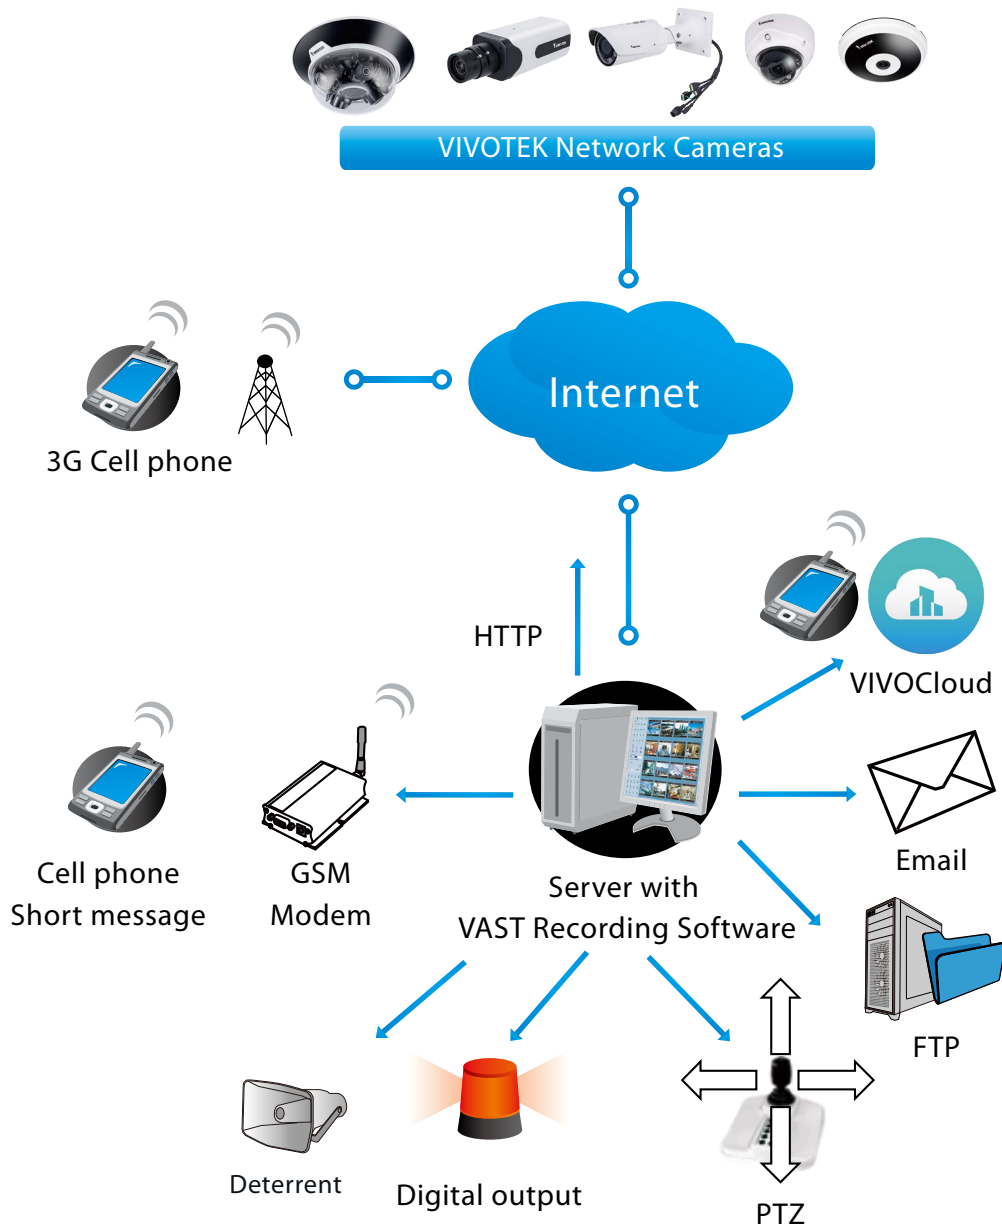 VIVOTEK Network Cameras
Internet
3G Cell phone
HTTP
VIVOCloud
Cell phone
Short message
GSM
Modem
Server with
VAST Recording Software
Email
FTP
Deterrent
Digital output
PTZ